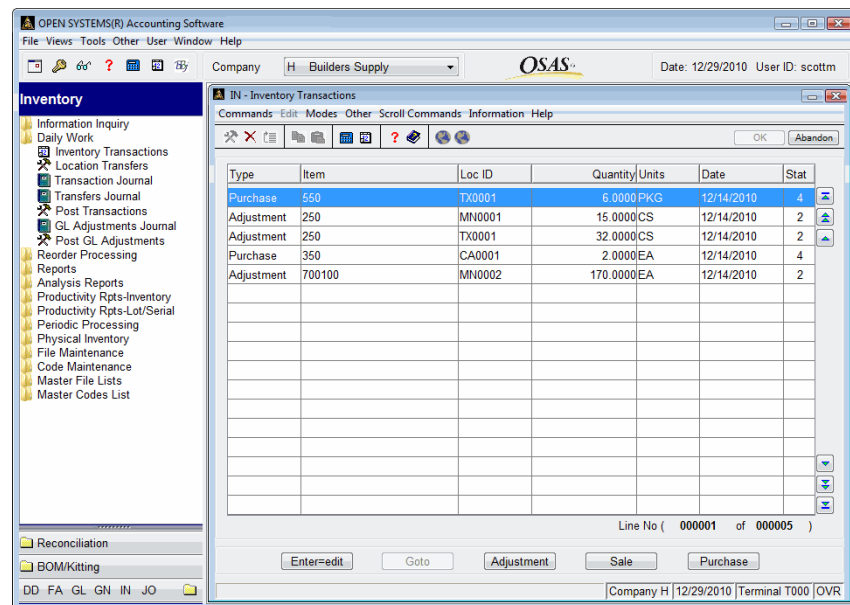 OPEN SYSTEMS(R) Accounting Software
File Views Tools Other User Window Help
Company H Builders Supply OSAS Date: 12/29/2010 User ID: scottm
Inventory
Information Inquiry
Daily Work
Inventory Transactions
Location Transfers
Transaction Journal
Transfers Journal
Post Transactions
GL Adjustments Journal
Post GL Adjustments
Reorder Processing
Reports
Analysis Reports
Productivity Rpts-Inventory
Productivity Rpts-Lot/Serial
Periodic Processing
Physical Inventory
File Maintenance
Code Maintenance
Master File Lists
Master Codes List
Reconciliation
BOM/Kitting
DD FA GL GN IN JO
IN - Inventory Transactions
Commands Edit Modes Other Scroll Commands Information Help
OK Abandon
Type Item Loc ID Quantity Units Date Stat
Purchase 550 TX0001 6.0000 PKG 12/14/2010 4
Adjustment 250 MN0001 15.0000 CS 12/14/2010 2
Adjustment 250 TX0001 32.0000 CS 12/14/2010 2
Purchase 350 CA0001 2.0000 EA 12/14/2010 4
Adjustment 700100 MN0002 170.0000 EA 12/14/2010 2
Line No ( 000001 of 000005 )
Enter=edit Goto Adjustment Sale Purchase
Company H 12/29/2010 Terminal T000 OVR